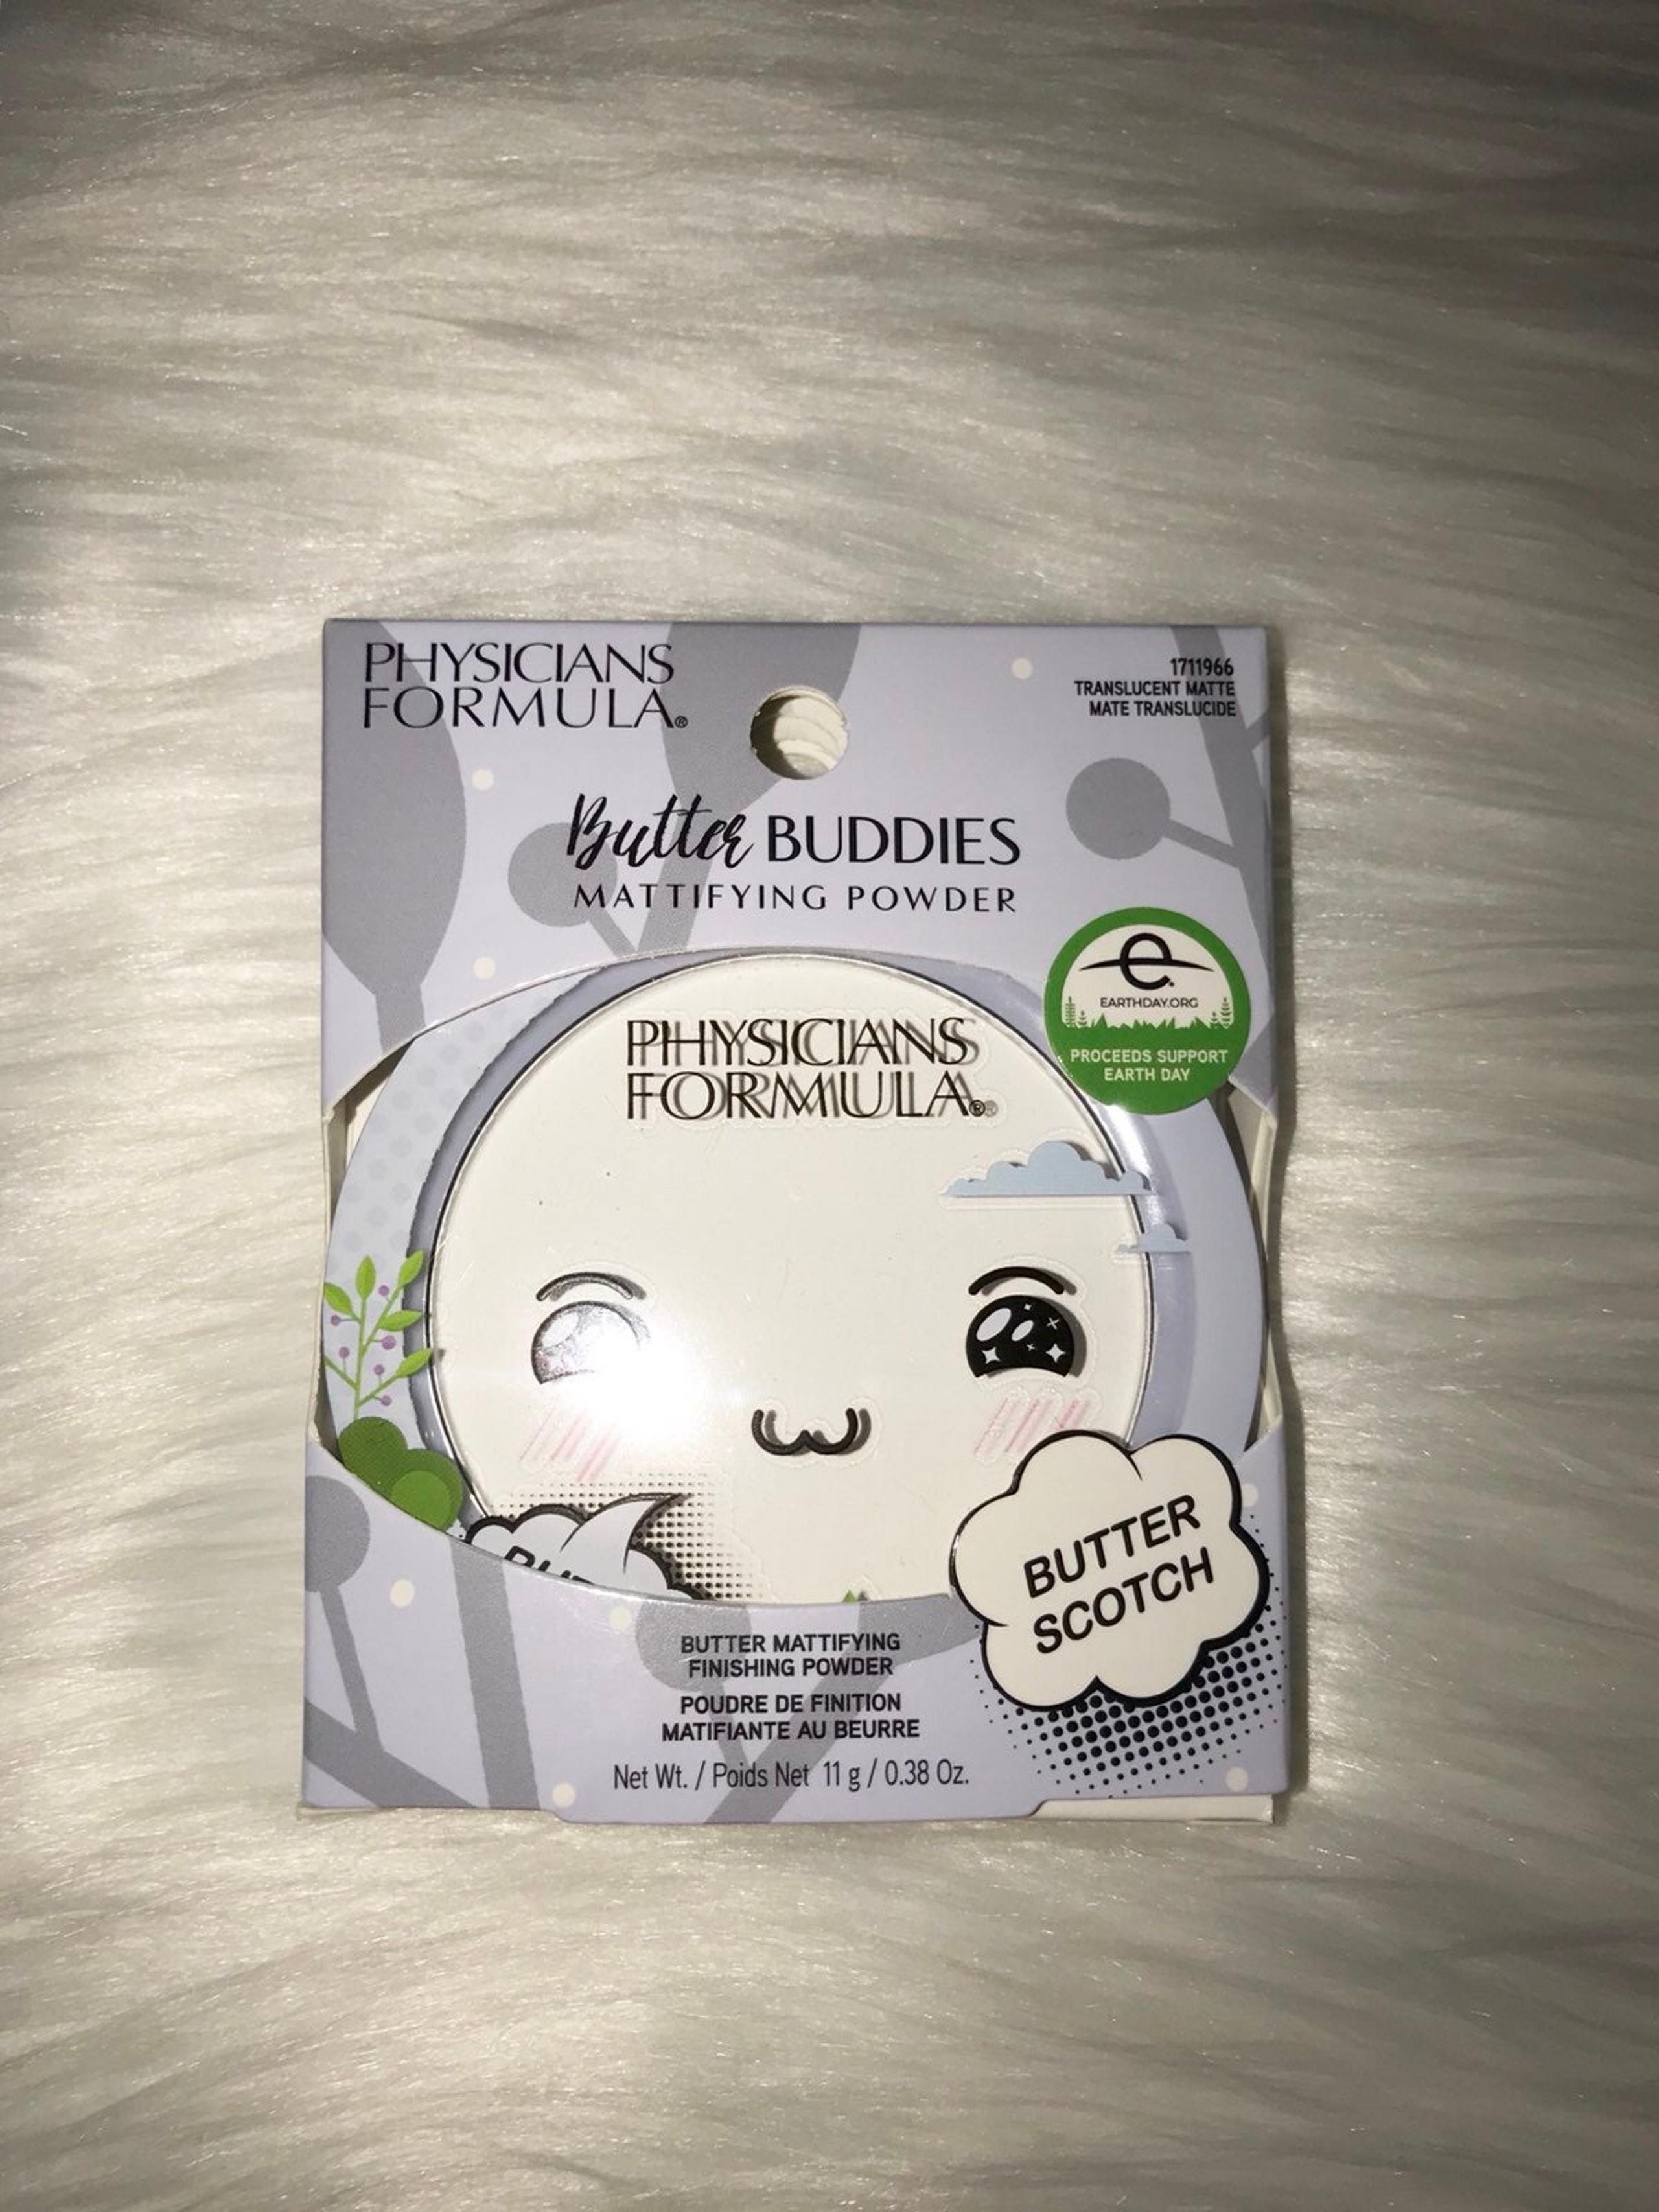 PHYSICIANS
FORMULA®
1711966
TRANSLUCENT MATTE
MATE TRANSLUCIDE
Butter BUDDIES
MATTIFYING POWDER
e
EARTHDAY.ORG
PROCEEDS SUPPORT
EARTH DAY
PHYSICIANS
FORMULA®
BUTTER
SCOTCH
BUTTER MATTIFYING
FINISHING POWDER
POUDRE DE FINITION
MATIFIANTE AU BEURRE
Net Wt. / Poids Net 11 g / 0.38 Oz.